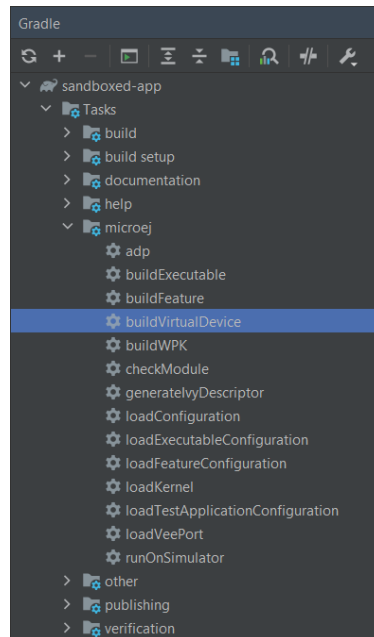 Gradle
sandboxed-app
Tasks
build
build setup
documentation
help
microej
adp
buildExecutable
buildFeature
buildVirtualDevice
buildWPK
checkModule
generateIvyDescriptor
loadConfiguration
loadExecutableConfiguration
loadFeatureConfiguration
loadKernel
loadTestApplicationConfiguration
loadVeePort
runOnSimulator
other
publishing
verification